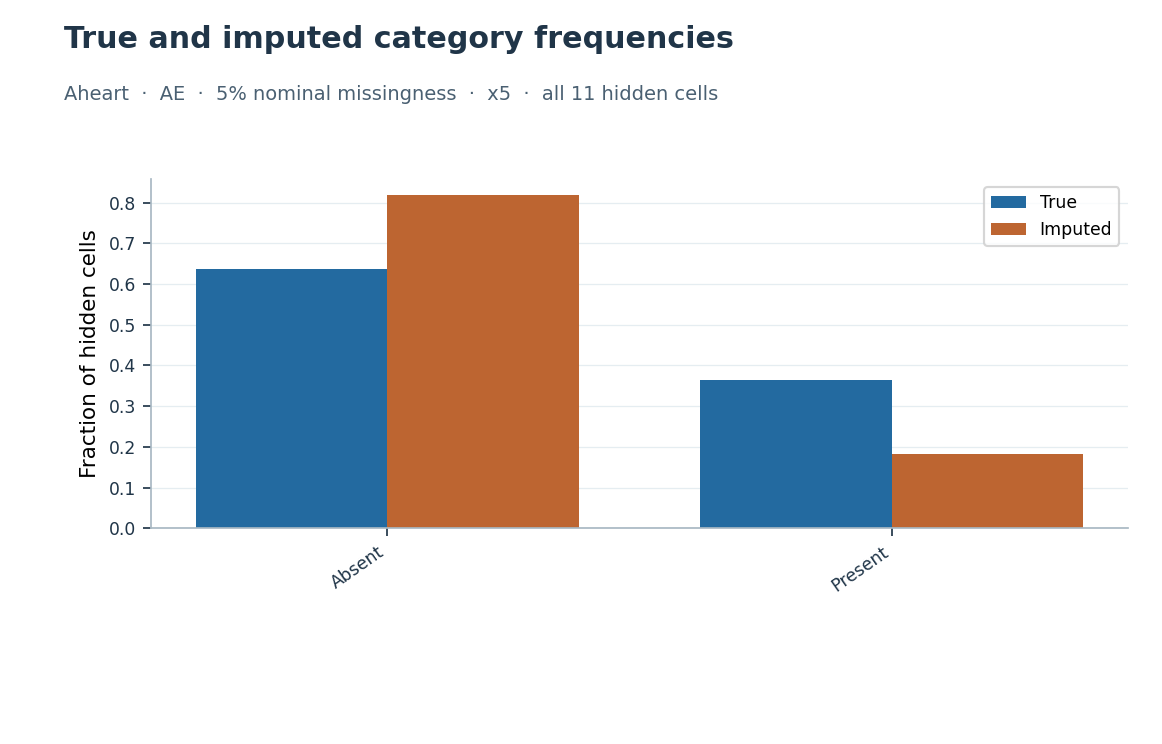 True and imputed category frequencies
Aheart · AE · 5% nominal missingness · x5 · all 11 hidden cells
True
Imputed
Fraction of hidden cells
0.8
0.7
0.6
0.5
0.4
0.3
0.2
0.1
0.0
Absent
Present